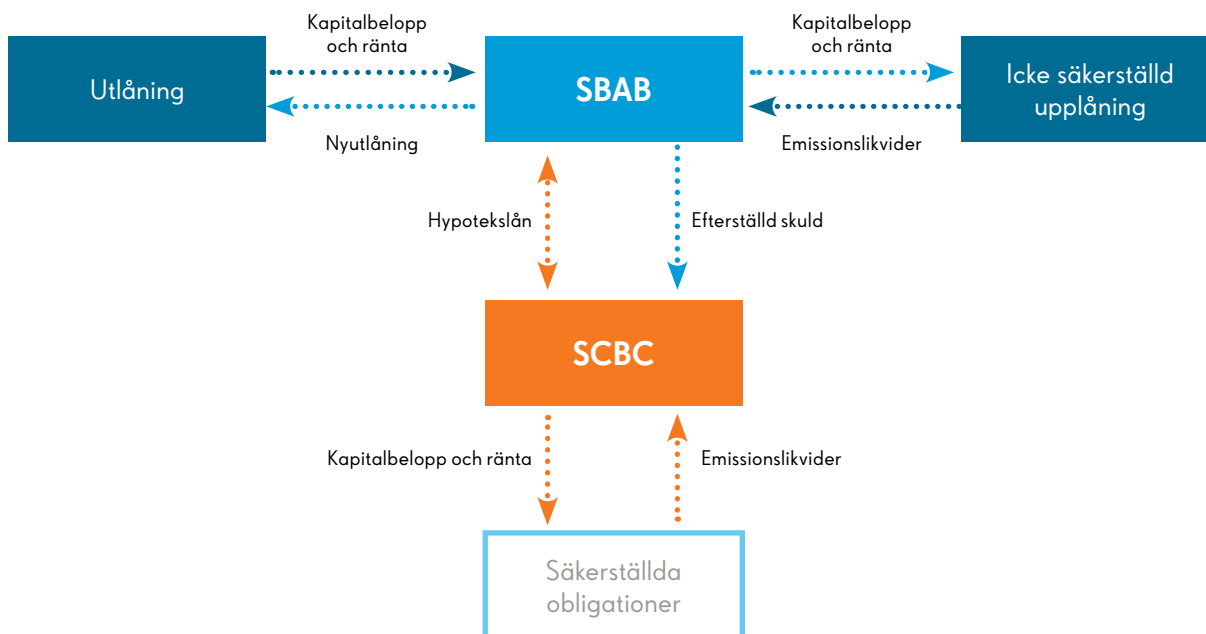 Kapitalbelopp
och ränta
Kapitalbelopp
och ränta
Utlåning
SBAB
Icke säkerställd
upplåning
Nyutlåning
Emissionslikvider
Hypotekslån
Efterställd skuld
SCBC
Kapitalbelopp och ränta
Emissionslikvider
Säkerställda
obligationer